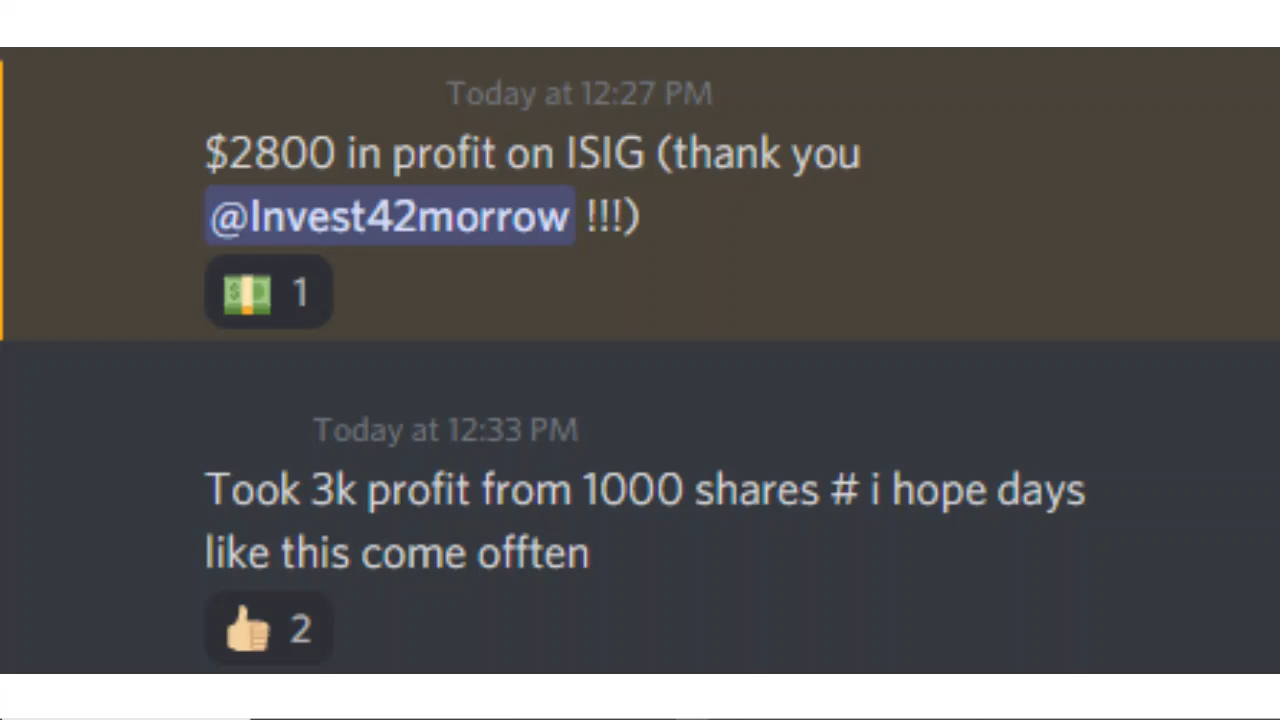 Today at 12:27 PM
$2800 in profit on ISIG (thank you
@Invest42morrow !!!)
1
Today at 12:33 PM
Took 3k profit from 1000 shares # i hope days
like this come offten
2